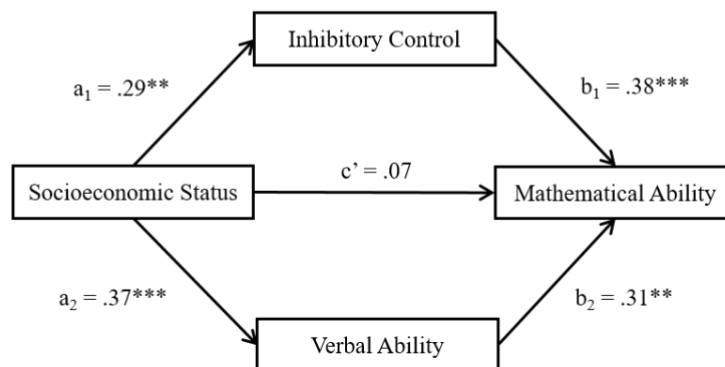 Inhibitory Control
a₁ = .29**
b₁ = .38***
c’ = .07
Socioeconomic Status
Mathematical Ability
a₂ = .37***
b₂ = .31**
Verbal Ability